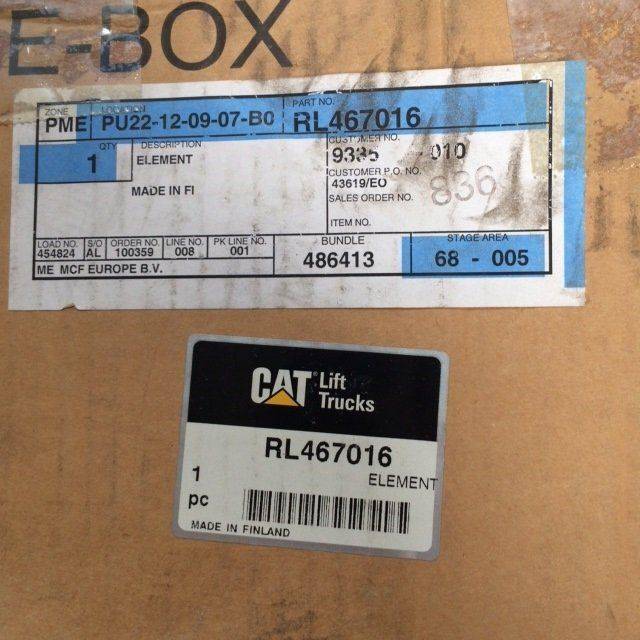 E-BOX
ZONE LOCATION PART NO.
PME PU22-12-09-07-B0 RL467016
QTY DESCRIPTION CUSTOMER NO.
1 ELEMENT 010
CUSTOMER P.O. NO.
MADE IN FI 43619/EO
SALES ORDER NO. 836
ITEM NO.
LOAD NO. S/O ORDER NO. LINE NO. PK LINE NO. BUNDLE STAGE AREA
454824 AL 100359 008 001 486413 68 - 005
ME MCF EUROPE B.V.
CAT® Lift
Trucks
RL467016
1 ELEMENT
pc
MADE IN FINLAND